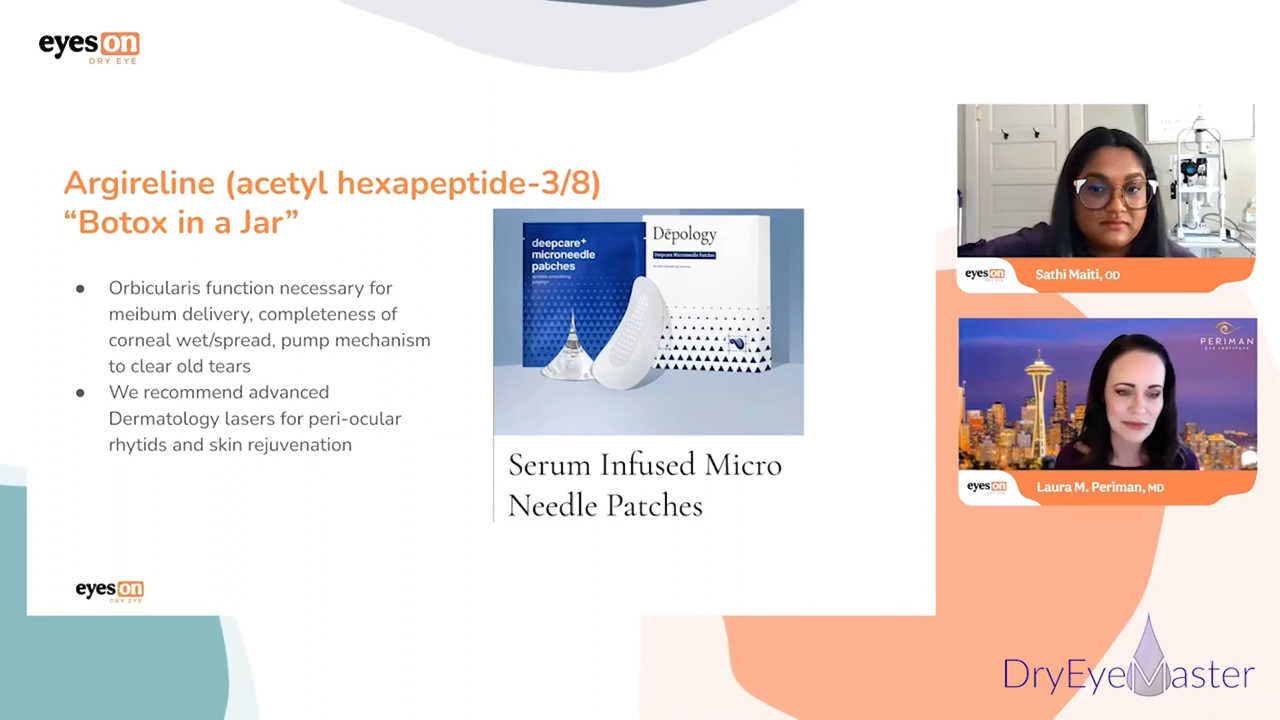 eyes on
DRY EYE
Argireline (acetyl hexapeptide-3/8)
“Botox in a Jar”
● Orbicularis function necessary for
meibum delivery, completeness of
corneal wet/spread, pump mechanism
to clear old tears
● We recommend advanced
Dermatology lasers for peri-ocular
rhytids and skin rejuvenation
deepcare+
microneedle
patches
Dēpology
Deepcare Microneedle Patches
Serum Infused Micro
Needle Patches
eyes on
DRY EYE
eyes on
Sathi Maiti, OD
PERIMAN
EYE INSTITUTE
eyes on
Laura M. Periman, MD
DryEyeMaster